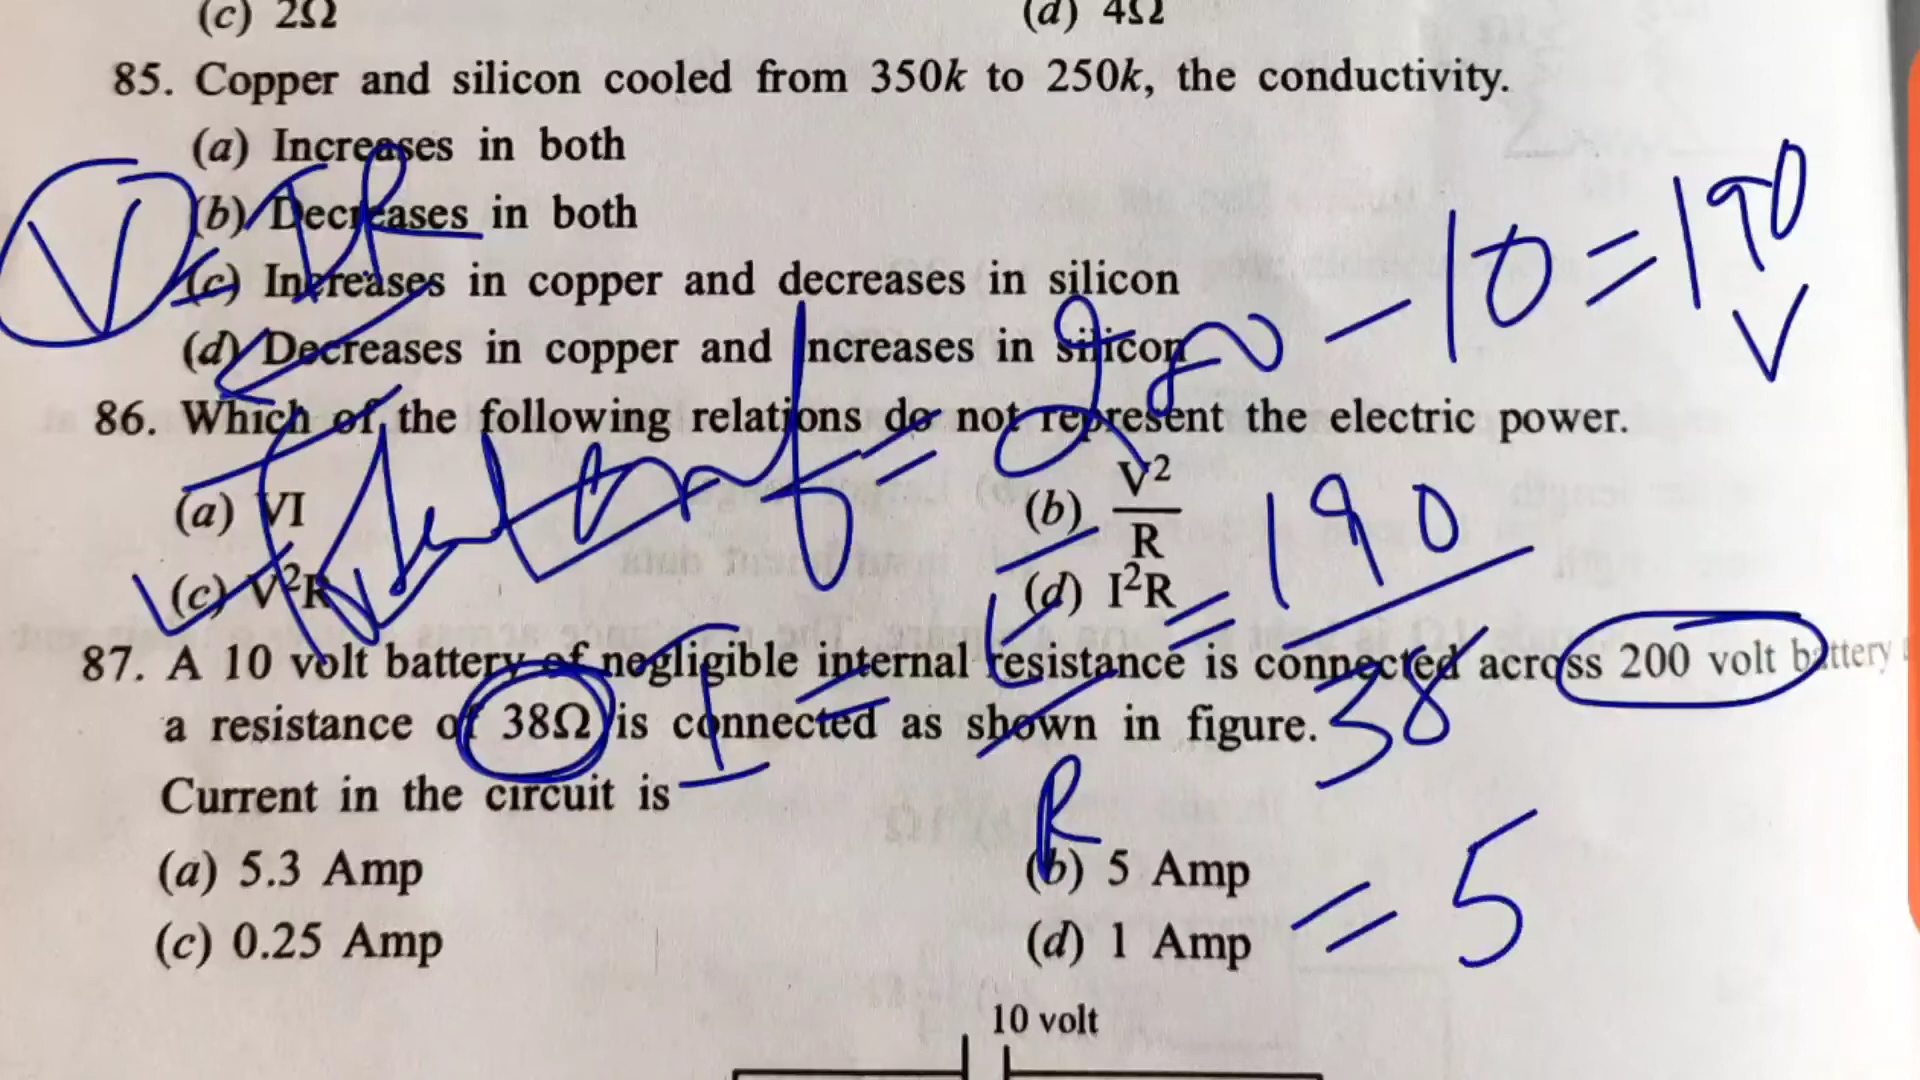 (c) 2Ω (d) 4Ω
85. Copper and silicon cooled from 350k to 250k, the conductivity.
(a) Increases in both
(b) Decreases in both
(c) Increases in copper and decreases in silicon
(d) Decreases in copper and Increases in silicon
V = IR
- 10 = 190
V
86. Which of the following relations do not represent the electric power.
(a) VI (b) V²/R
(c) V²R (d) I²R
= 190
38
87. A 10 volt battery of negligible internal resistance is connected across 200 volt battery
a resistance of 38Ω is connected as shown in figure.
Current in the circuit is
I =
R
(a) 5.3 Amp (b) 5 Amp
(c) 0.25 Amp (d) 1 Amp
= 5
10 volt